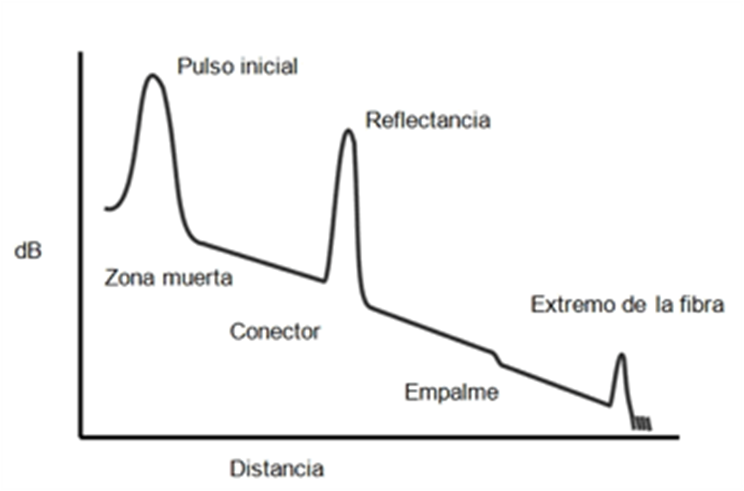 Pulso inicial
Reflectancia
dB
Zona muerta
Extremo de la fibra
Conector
Empalme
Distancia